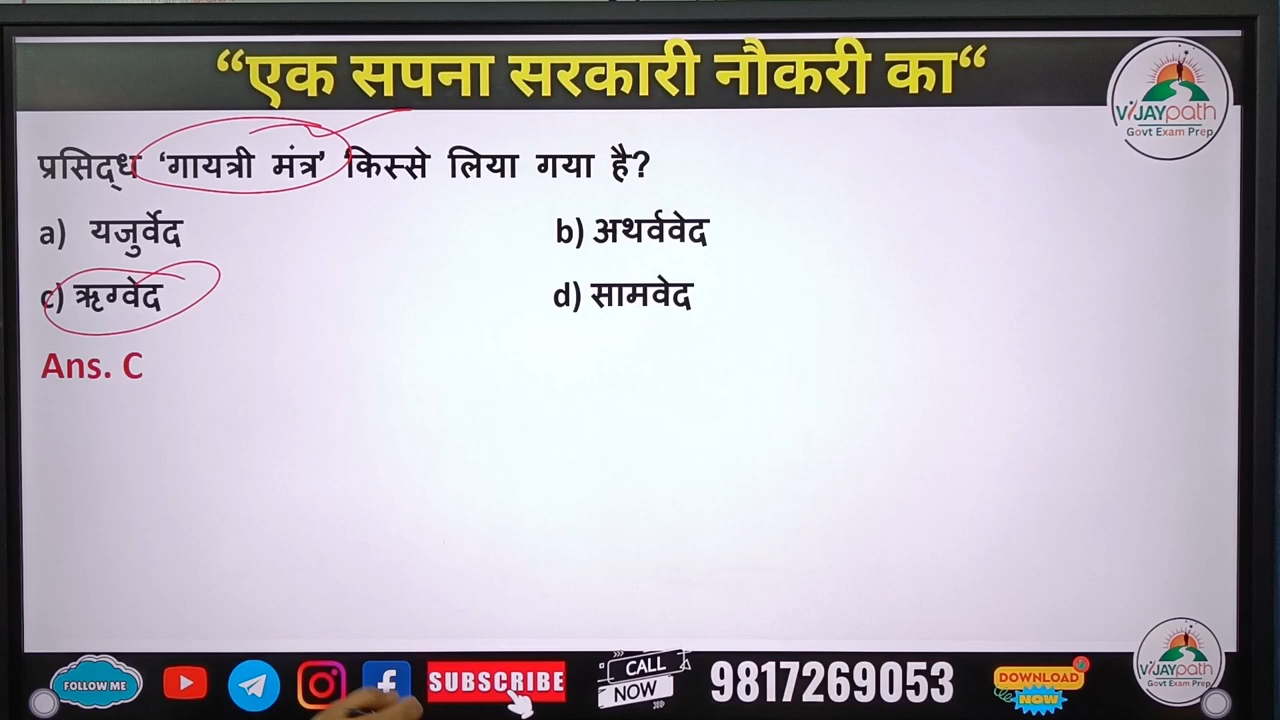 “एक सपना सरकारी नौकरी का“
ViJAYpath
Govt Exam Prep
प्रसिद्ध ‘गायत्री मंत्र’ किस्से लिया गया है?
a) यजुर्वेद
b) अथर्ववेद
c) ऋग्वेद
d) सामवेद
Ans. C
FOLLOW ME
SUBSCRIBE
CALL
NOW
9817269053
DOWNLOAD
NOW
ViJAYpath
Govt Exam Prep